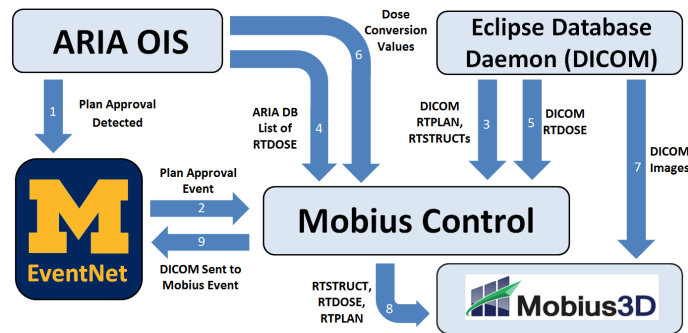 ARIA OIS
Dose
Conversion
Values
6
Eclipse Database
Daemon (DICOM)
1
Plan Approval
Detected
ARIA DB
List of
RTDOSE
4
DICOM
RTPLAN,
RTSTRUCTs
3
5
DICOM
RTDOSE
7
DICOM
Images
M
EventNet
Plan Approval
Event
2
9
DICOM Sent to
Mobius Event
Mobius Control
RTSTRUCT,
RTDOSE,
RTPLAN
8
Mobius3D